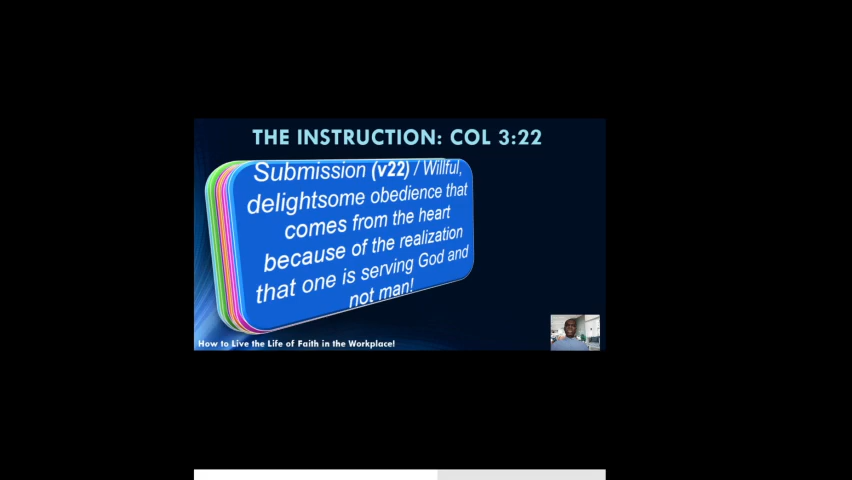 THE INSTRUCTION: COL 3:22
Submission (v22) / Willful,
delightsome obedience that
comes from the heart
because of the realization
that one is serving God and
not man!
How to Live the Life of Faith in the Workplace!